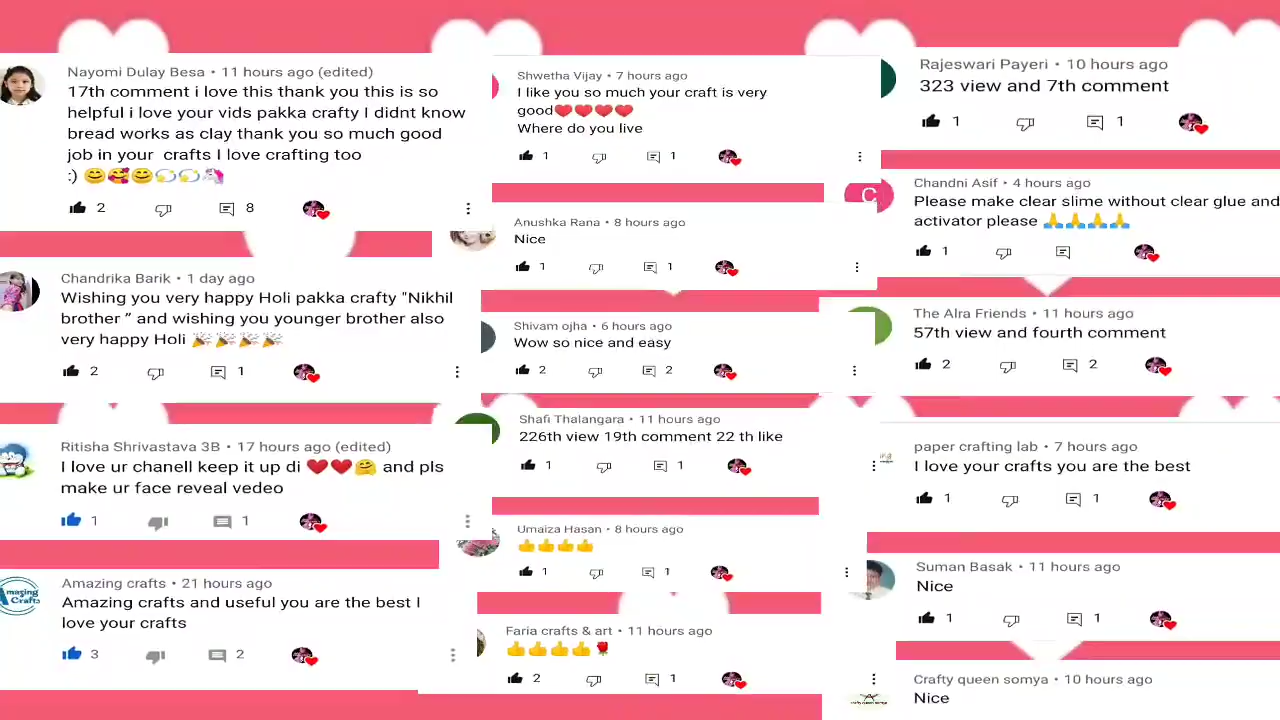 Nayomi Dulay Besa • 11 hours ago (edited)
17th comment i love this thank you this is so
helpful i love your vids pakka crafty I didnt know
bread works as clay thank you so much good
job in your crafts I love crafting too
:) 😊🥰😊💫💫🦄
2 8
Chandrika Barik • 1 day ago
Wishing you very happy Holi pakka crafty "Nikhil
brother " and wishing you younger brother also
very happy Holi 🎉🎉🎉🎉
2 1
Ritisha Shrivastava 3B • 17 hours ago (edited)
I love ur chanell keep it up di ❤️❤️🤗 and pls
make ur face reveal vedeo
1 1
Amazing Crafts
Amazing crafts • 21 hours ago
Amazing crafts and useful you are the best I
love your crafts
3 2
Shwetha Vijay • 7 hours ago
I like you so much your craft is very
good❤️❤️❤️❤️
Where do you live
1 1
Anushka Rana • 8 hours ago
Nice
1 1
Shivam ojha • 6 hours ago
Wow so nice and easy
2 2
Shafi Thalangara • 11 hours ago
226th view 19th comment 22 th like
1 1
Umaiza Hasan • 8 hours ago
👍👍👍👍
1 1
Faria crafts & art • 11 hours ago
👍👍👍👍🌹
2 1
Rajeswari Payeri • 10 hours ago
323 view and 7th comment
1 1
C
Chandni Asif • 4 hours ago
Please make clear slime without clear glue and
activator please 🙏🙏🙏🙏
1
The Alra Friends • 11 hours ago
57th view and fourth comment
2 2
paper crafting lab • 7 hours ago
I love your crafts you are the best
1 1
Suman Basak • 11 hours ago
Nice
1 1
Crafty queen somya • 10 hours ago
Nice